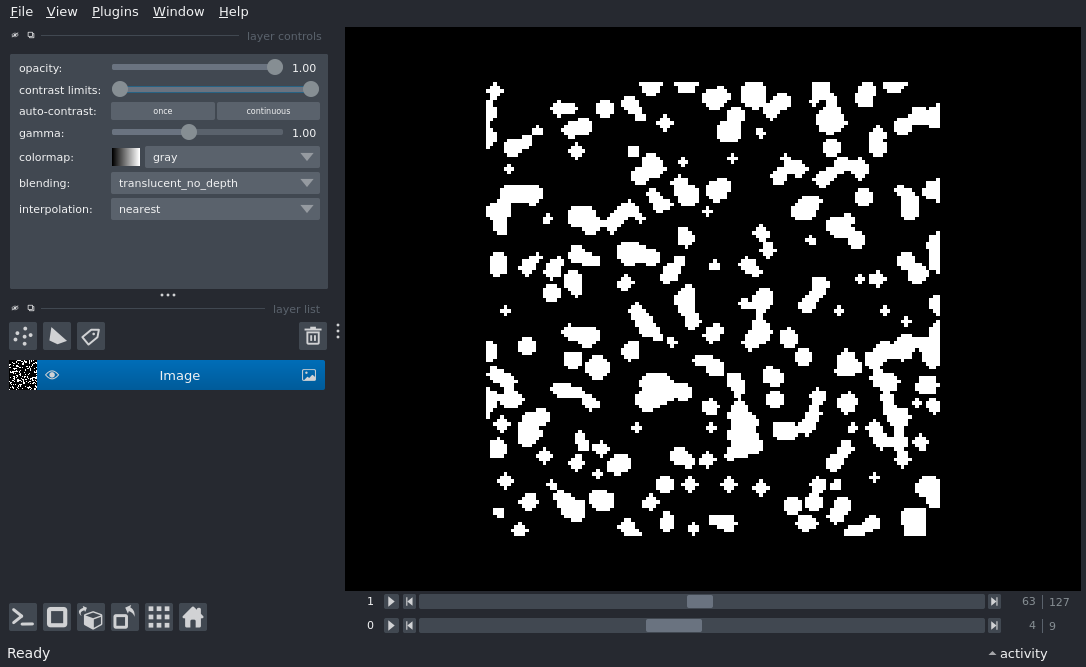 File View Plugins Window Help
layer controls
opacity: 1.00
contrast limits:
auto-contrast: once continuous
gamma: 1.00
colormap: gray
blending: translucent_no_depth
interpolation: nearest
layer list
Image
1 63 127
0 4 9
Ready activity